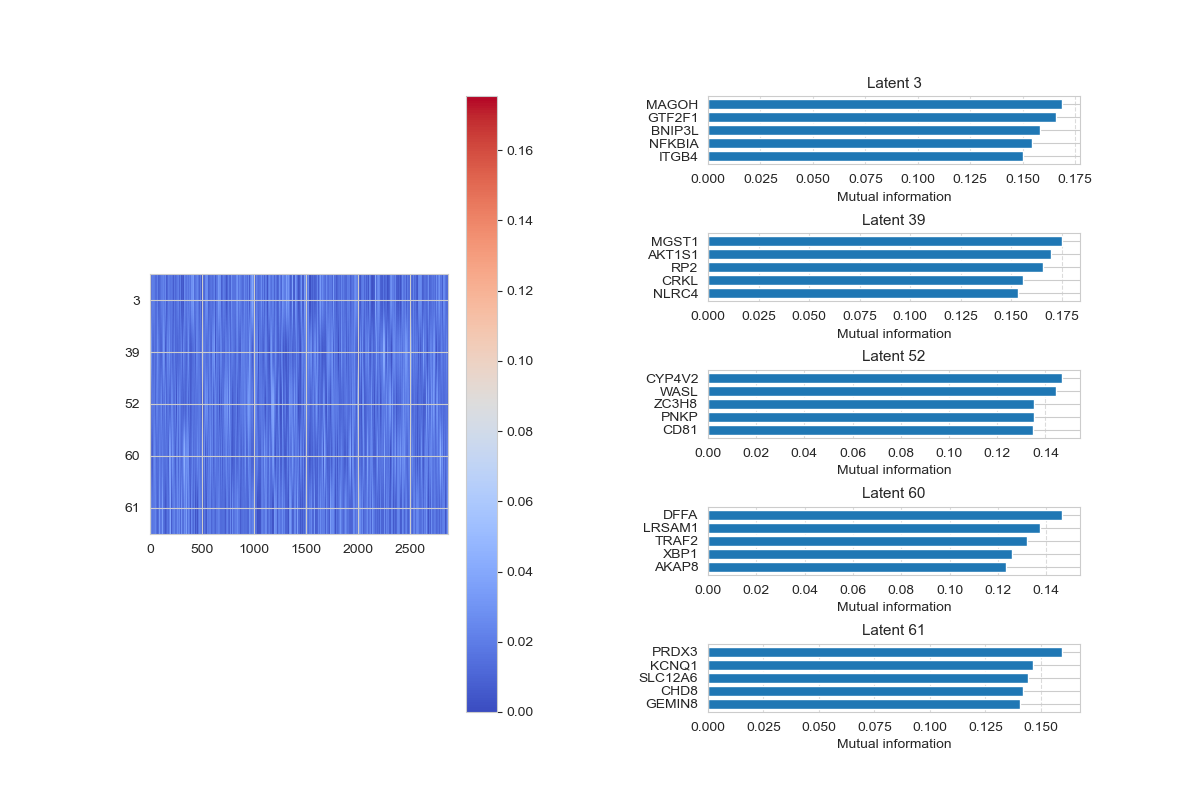 3
39
52
60
61
0 500 1000 1500 2000 2500
0.16
0.14
0.12
0.10
0.08
0.06
0.04
0.02
0.00
Latent 3
MAGOH
GTF2F1
BNIP3L
NFKBIA
ITGB4
0.000 0.025 0.050 0.075 0.100 0.125 0.150 0.175
Mutual information
Latent 39
MGST1
AKT1S1
RP2
CRKL
NLRC4
0.000 0.025 0.050 0.075 0.100 0.125 0.150 0.175
Mutual information
Latent 52
CYP4V2
WASL
ZC3H8
PNKP
CD81
0.00 0.02 0.04 0.06 0.08 0.10 0.12 0.14
Mutual information
Latent 60
DFFA
LRSAM1
TRAF2
XBP1
AKAP8
0.00 0.02 0.04 0.06 0.08 0.10 0.12 0.14
Mutual information
Latent 61
PRDX3
KCNQ1
SLC12A6
CHD8
GEMIN8
0.000 0.025 0.050 0.075 0.100 0.125 0.150
Mutual information